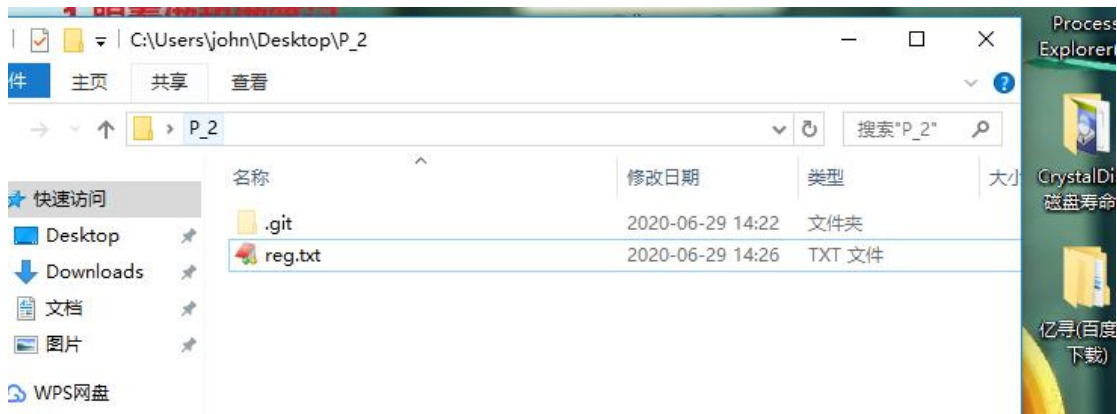 C:\Users\john\Desktop\P_2
件 主页 共享 查看
P_2
搜索"P_2"
名称 修改日期 类型 大小
快速访问
.git 2020-06-29 14:22 文件夹
Desktop
reg.txt 2020-06-29 14:26 TXT 文件
Downloads
文档
图片
WPS网盘
Process
Explorer
CrystalDi
磁盘寿命
亿寻(百度
下载)